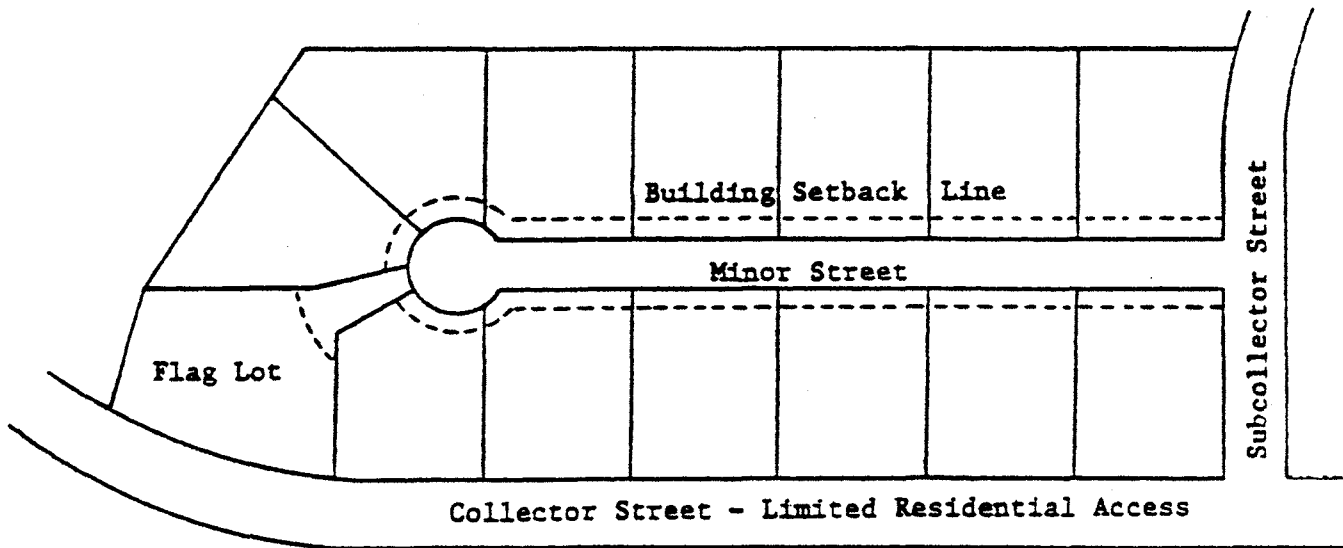 Building Setback Line
Minor Street
Subcollector Street
Flag Lot
Collector Street - Limited Residential Access